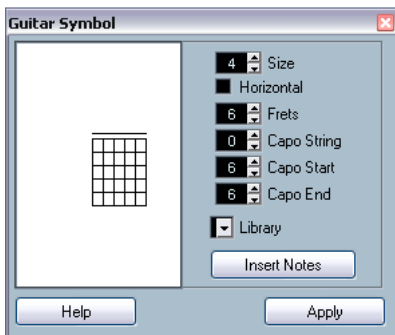 Guitar Symbol
4 Size
Horizontal
6 Frets
0 Capo String
6 Capo Start
6 Capo End
Library
Insert Notes
Help Apply